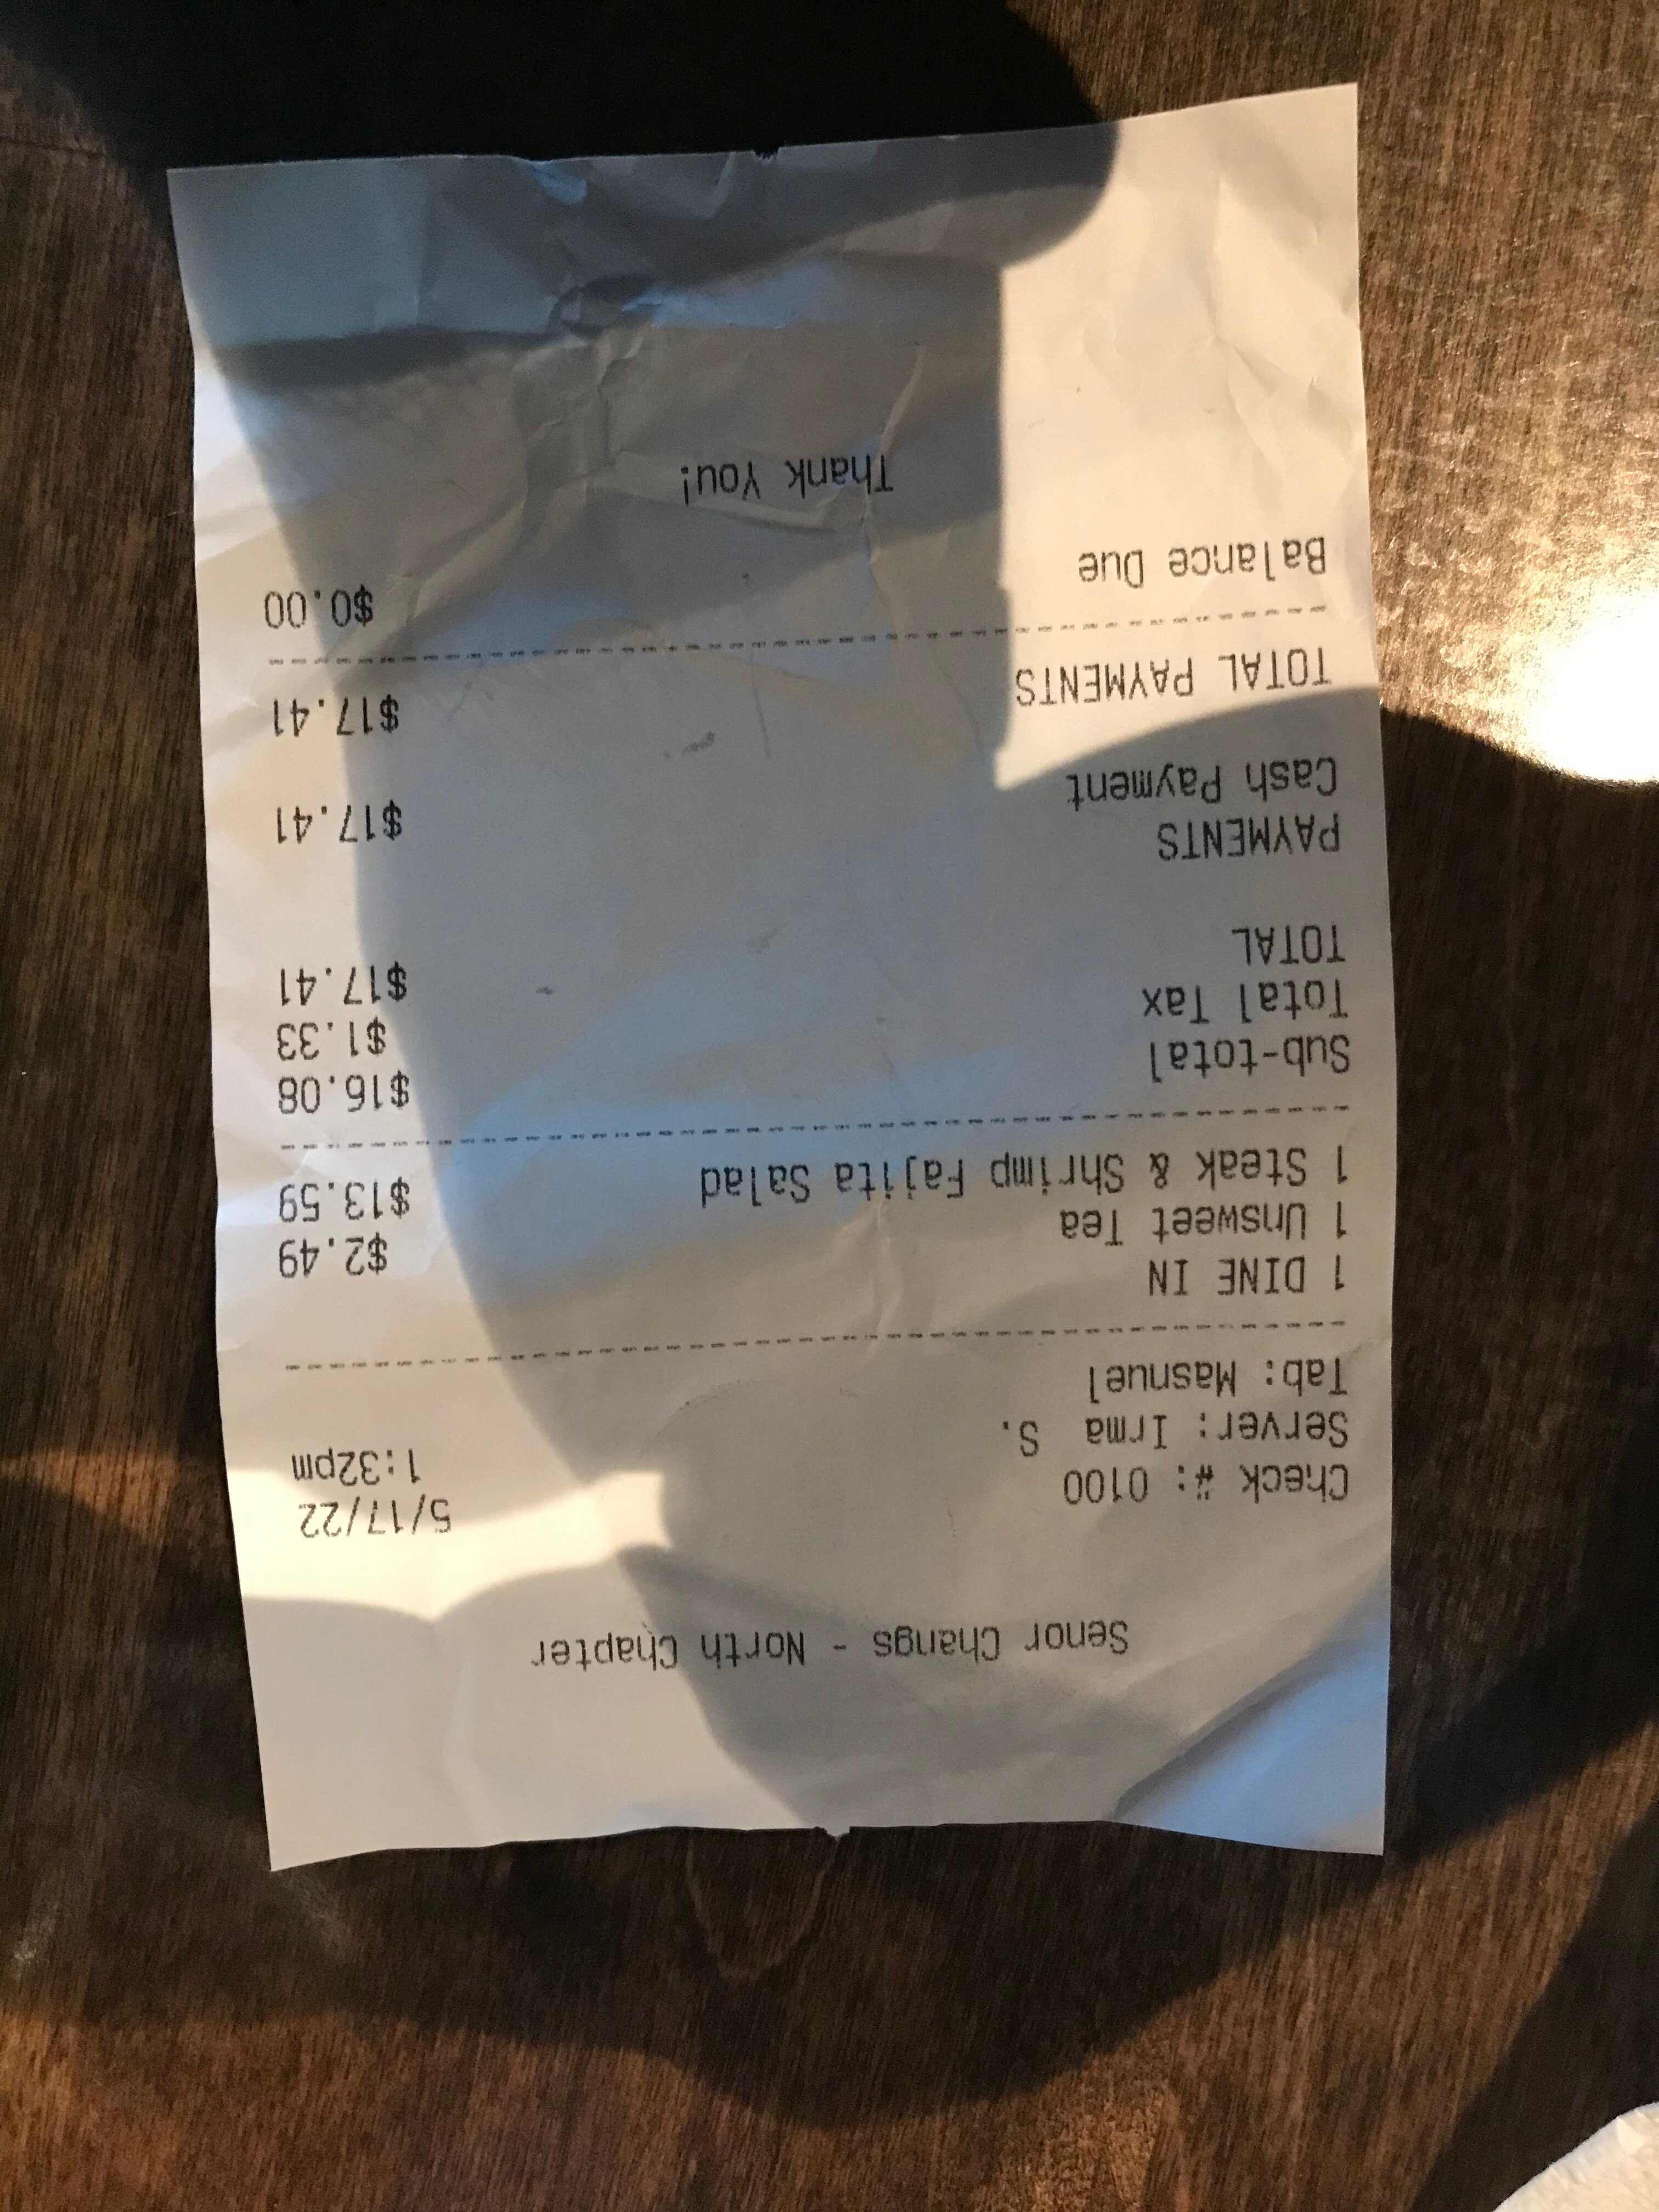 Senor Changs - North Chapter
Check #: 0100 5/17/22
Server: Irma S. 1:32pm
Tab: Masnuel
1 DINE IN
1 Unsweet Tea $2.49
1 Steak & Shrimp Fajita Salad $13.59
Sub-total $16.08
Total Tax $1.33
TOTAL $17.41
PAYMENTS
Cash Payment $17.41
TOTAL PAYMENTS $17.41
Balance Due $0.00
Thank You!